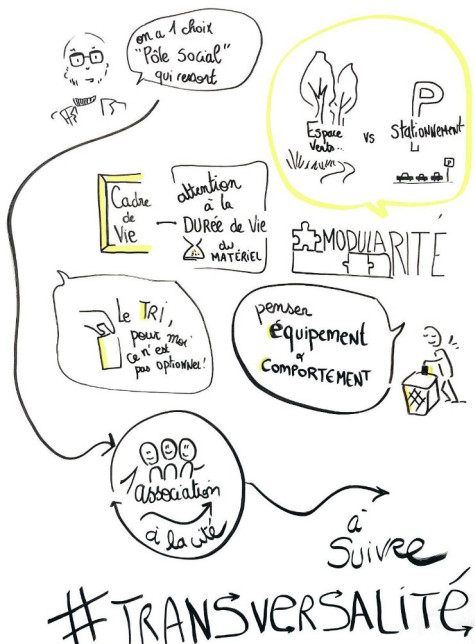 on a 1 choix
"Pôle Social"
qui ressort
Espace
Verts..
vs
P
Stationnement
P
Cadre
de
Vie
attention
à la
DURÉE de Vie
du
MATÉRIEL
MODULARITÉ
Le TRI,
pour moi
ce n'est
pas optionnel!
penser
équipement
&
COMPORTEMENT
1 association
à la cité
à
SUIVRE
#TRANSVERSALITÉ